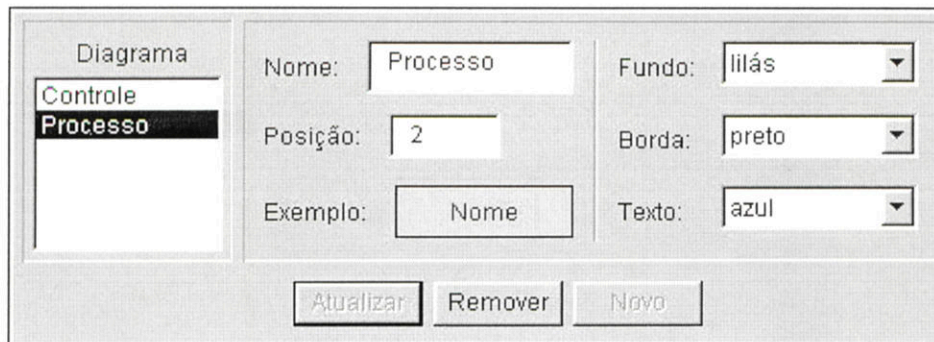 Diagrama
Controle
Processo
Nome: Processo
Posição: 2
Exemplo: Nome
Fundo: lilás
Borda: preto
Texto: azul
Atualizar Remover Novo